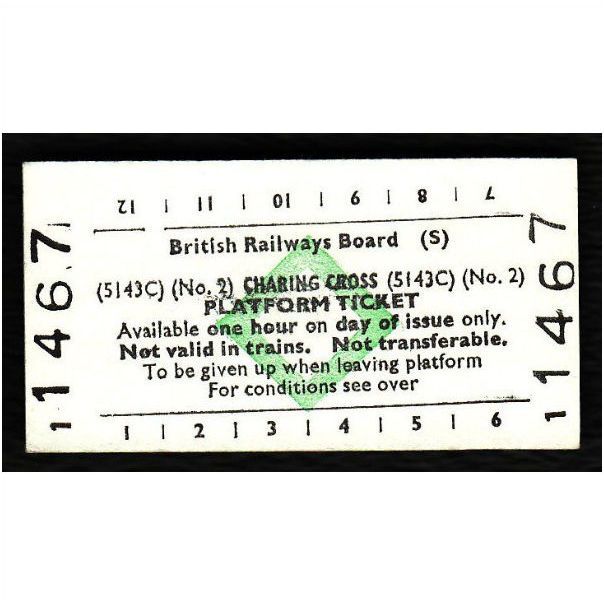 12 | 11 | 10 | 9 | 8 | 7
British Railways Board (S)
(5143C) (No. 2) CHARING CROSS (5143C) (No. 2)
PLATFORM TICKET
Available one hour on day of issue only.
Not valid in trains. Not transferable.
To be given up when leaving platform
For conditions see over
1 | 2 | 3 | 4 | 5 | 6
11467
11467